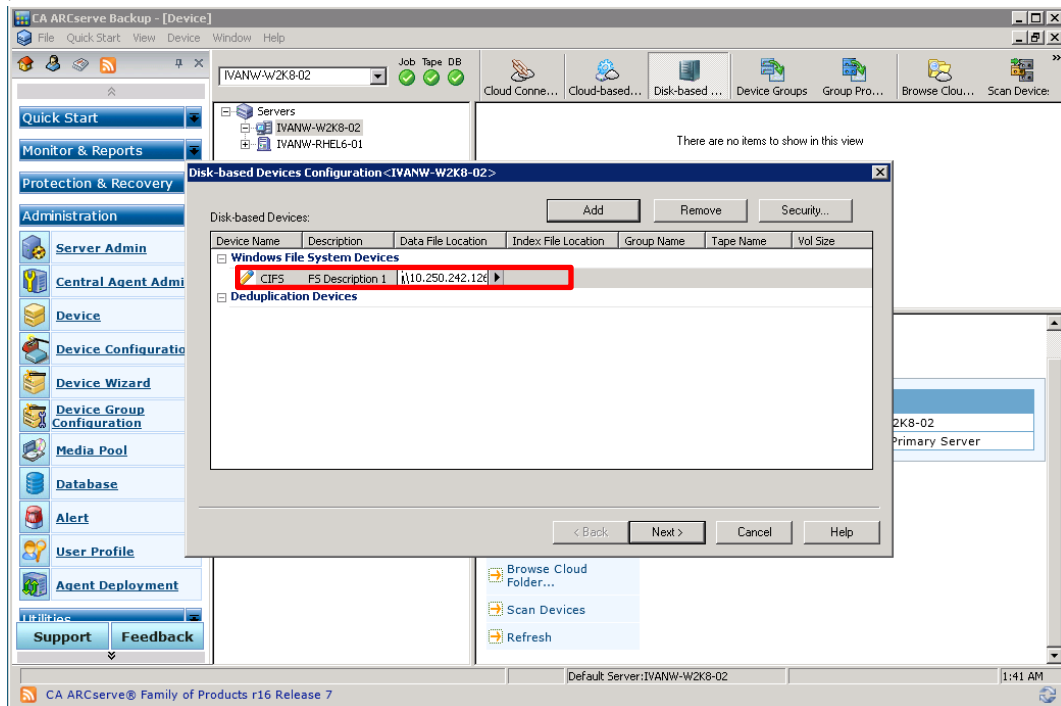 CA ARCserve Backup - [Device]
File Quick Start View Device Window Help
IVANW-W2K8-02
Job Tape DB
Cloud Conne... Cloud-based... Disk-based ... Device Groups Group Pro... Browse Clou... Scan Device:
Quick Start
Monitor & Reports
Protection & Recovery
Administration
Server Admin
Central Agent Admi
Device
Device Configuratio
Device Wizard
Device Group
Configuration
Media Pool
Database
Alert
User Profile
Agent Deployment
Utilities
Support Feedback
Servers
IVANW-W2K8-02
IVANW-RHEL6-01
There are no items to show in this view
Disk-based Devices Configuration<IVANW-W2K8-02>
Disk-based Devices:
Add Remove Security...
Device Name Description Data File Location Index File Location Group Name Tape Name Vol Size
Windows File System Devices
CIFS FS Description 1 \\10.250.242.126
Deduplication Devices
< Back Next > Cancel Help
2K8-02
Primary Server
Browse Cloud
Folder...
Scan Devices
Refresh
Default Server:IVANW-W2K8-02
1:41 AM
CA ARCserve® Family of Products r16 Release 7